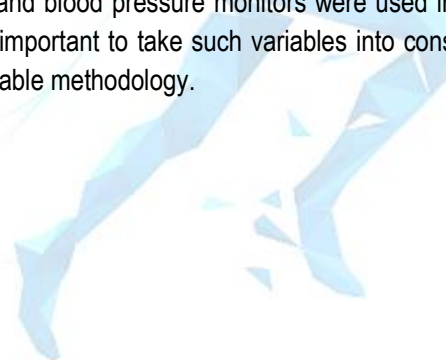 and blood pressure monitors were used in
important to take such variables into cons
able methodology.